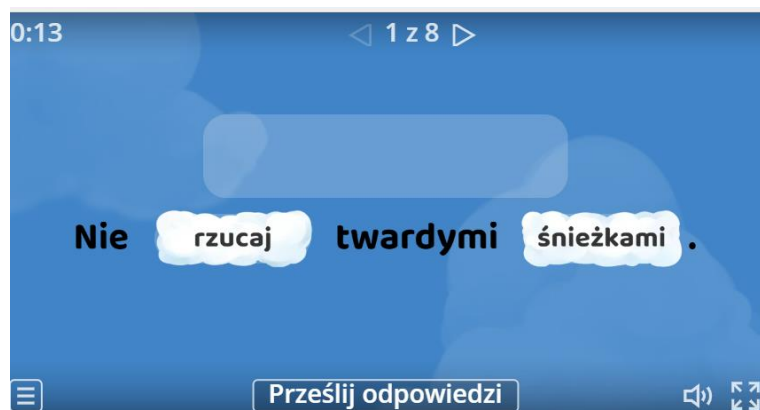 0:13 1 z 8
Nie rzucaj twardymi śnieżkami .
Prześlij odpowiedzi